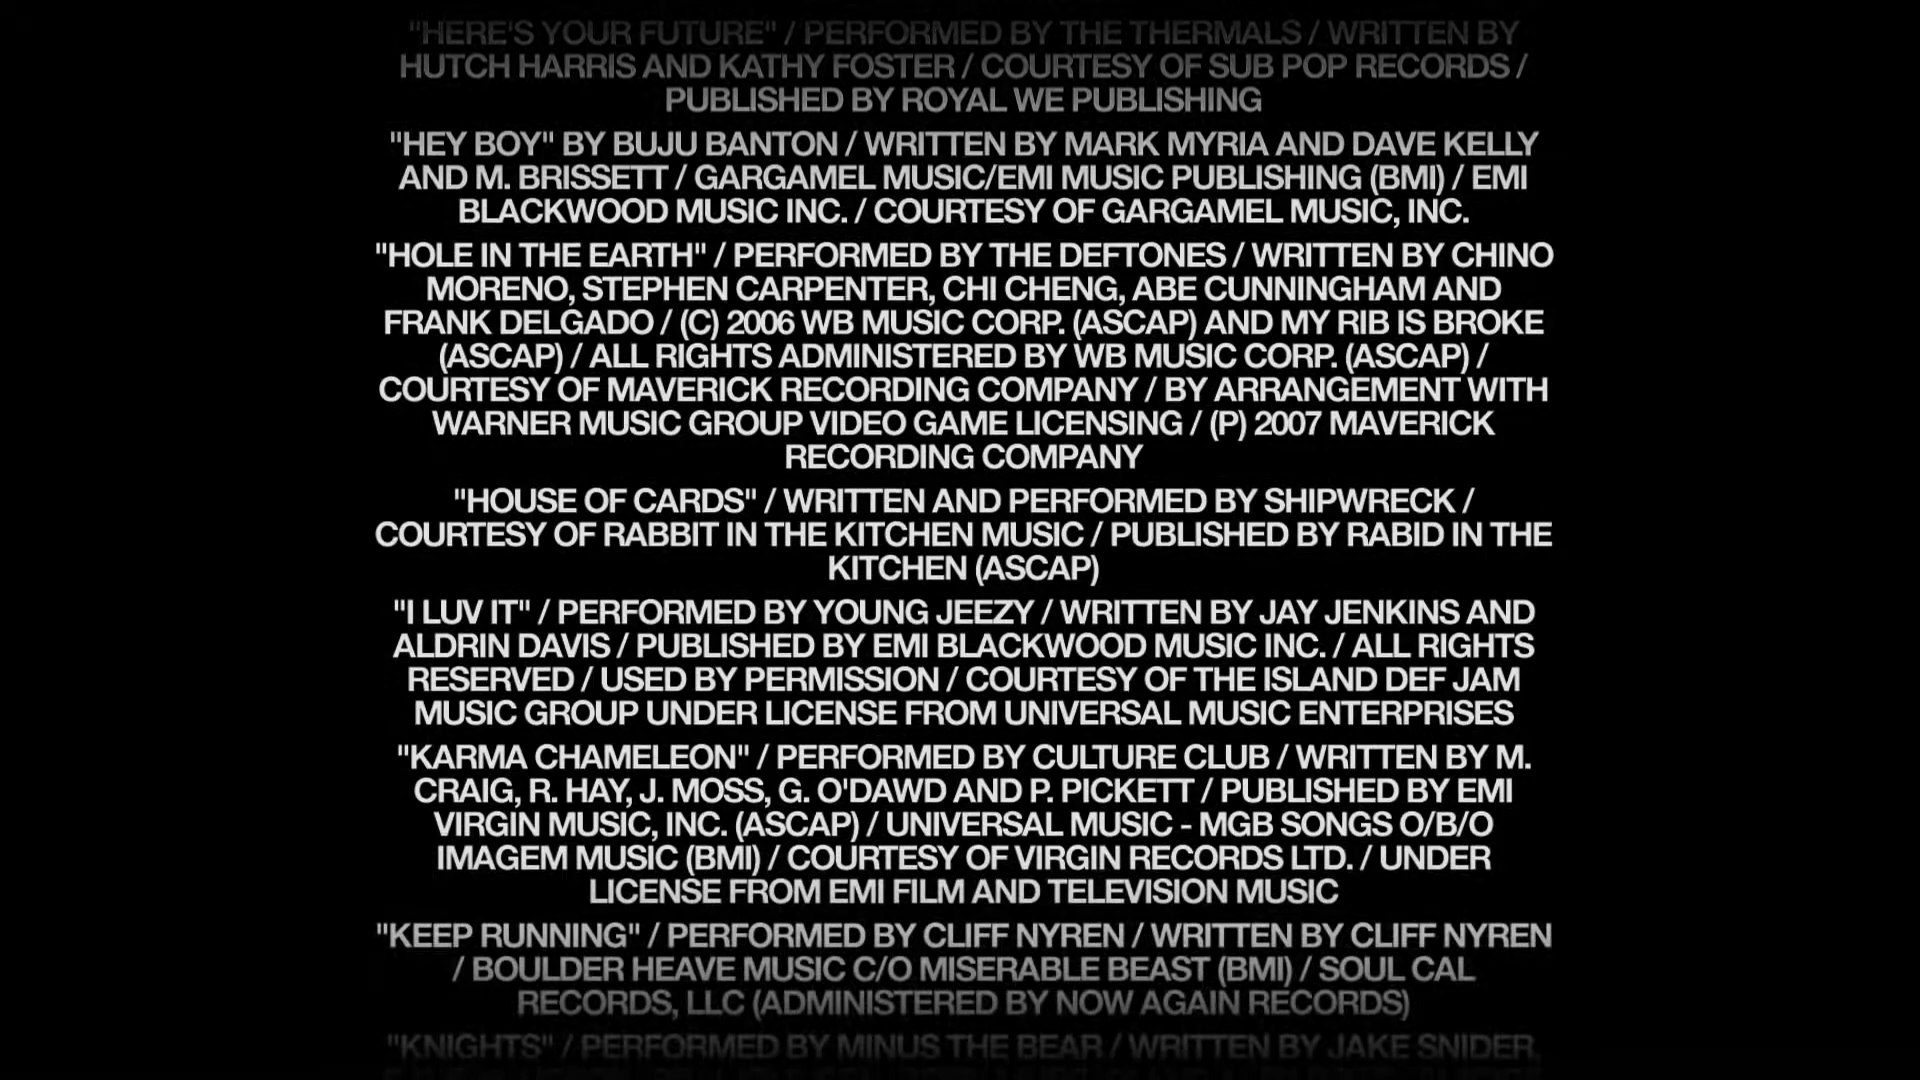 "HERE'S YOUR FUTURE" / PERFORMED BY THE THERMALS / WRITTEN BY
HUTCH HARRIS AND KATHY FOSTER / COURTESY OF SUB POP RECORDS /
PUBLISHED BY ROYAL WE PUBLISHING
"HEY BOY" BY BUJU BANTON / WRITTEN BY MARK MYRIA AND DAVE KELLY
AND M. BRISSETT / GARGAMEL MUSIC/EMI MUSIC PUBLISHING (BMI) / EMI
BLACKWOOD MUSIC INC. / COURTESY OF GARGAMEL MUSIC, INC.
"HOLE IN THE EARTH" / PERFORMED BY THE DEFTONES / WRITTEN BY CHINO
MORENO, STEPHEN CARPENTER, CHI CHENG, ABE CUNNINGHAM AND
FRANK DELGADO / (C) 2006 WB MUSIC CORP. (ASCAP) AND MY RIB IS BROKE
(ASCAP) / ALL RIGHTS ADMINISTERED BY WB MUSIC CORP. (ASCAP) /
COURTESY OF MAVERICK RECORDING COMPANY / BY ARRANGEMENT WITH
WARNER MUSIC GROUP VIDEO GAME LICENSING / (P) 2007 MAVERICK
RECORDING COMPANY
"HOUSE OF CARDS" / WRITTEN AND PERFORMED BY SHIPWRECK /
COURTESY OF RABBIT IN THE KITCHEN MUSIC / PUBLISHED BY RABID IN THE
KITCHEN (ASCAP)
"I LUV IT" / PERFORMED BY YOUNG JEEZY / WRITTEN BY JAY JENKINS AND
ALDRIN DAVIS / PUBLISHED BY EMI BLACKWOOD MUSIC INC. / ALL RIGHTS
RESERVED / USED BY PERMISSION / COURTESY OF THE ISLAND DEF JAM
MUSIC GROUP UNDER LICENSE FROM UNIVERSAL MUSIC ENTERPRISES
"KARMA CHAMELEON" / PERFORMED BY CULTURE CLUB / WRITTEN BY M.
CRAIG, R. HAY, J. MOSS, G. O'DAWD AND P. PICKETT / PUBLISHED BY EMI
VIRGIN MUSIC, INC. (ASCAP) / UNIVERSAL MUSIC - MGB SONGS O/B/O
IMAGEM MUSIC (BMI) / COURTESY OF VIRGIN RECORDS LTD. / UNDER
LICENSE FROM EMI FILM AND TELEVISION MUSIC
"KEEP RUNNING" / PERFORMED BY CLIFF NYREN / WRITTEN BY CLIFF NYREN
/ BOULDER HEAVE MUSIC C/O MISERABLE BEAST (BMI) / SOUL CAL
RECORDS, LLC (ADMINISTERED BY NOW AGAIN RECORDS)
"KNIGHTS" / PERFORMED BY MINUS THE BEAR / WRITTEN BY JAKE SNIDER,